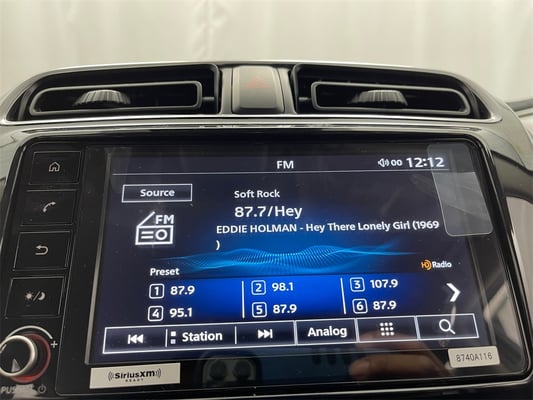 FM
00 12:12
Source
Soft Rock
87.7/Hey
FM
EDDIE HOLMAN - Hey There Lonely Girl (1969
)
HD Radio
Preset
1 87.9
2 98.1
3 107.9
4 95.1
5 87.9
6 87.9
Station
Analog
PUSH
+
SiriusXM
READY
8740A116